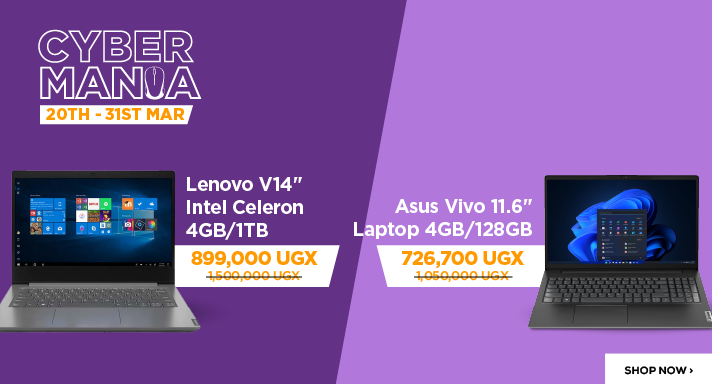 CYBER
MANIA
20TH - 31ST MAR
Lenovo V14"
Intel Celeron
4GB/1TB
899,000 UGX
1,500,000 UGX
Asus Vivo 11.6"
Laptop 4GB/128GB
726,700 UGX
1,050,000 UGX
SHOP NOW ›